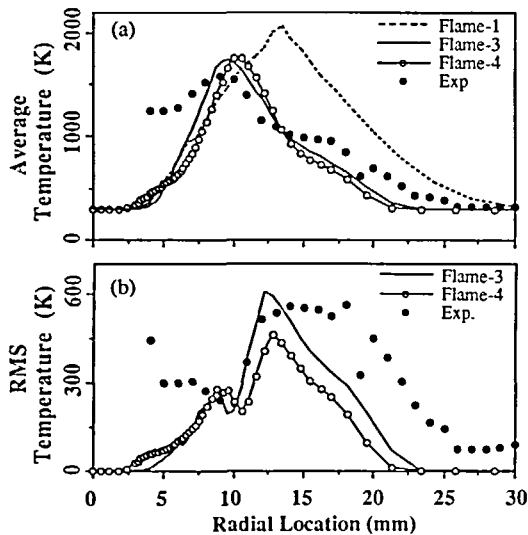 (a)
Flame-1
Flame-3
Flame-4
Exp
Average
Temperature (K)
2000
1000
0
(b)
Flame-3
Flame-4
Exp.
RMS
Temperature (K)
600
300
0
0 5 10 15 20 25 30
Radial Location (mm)